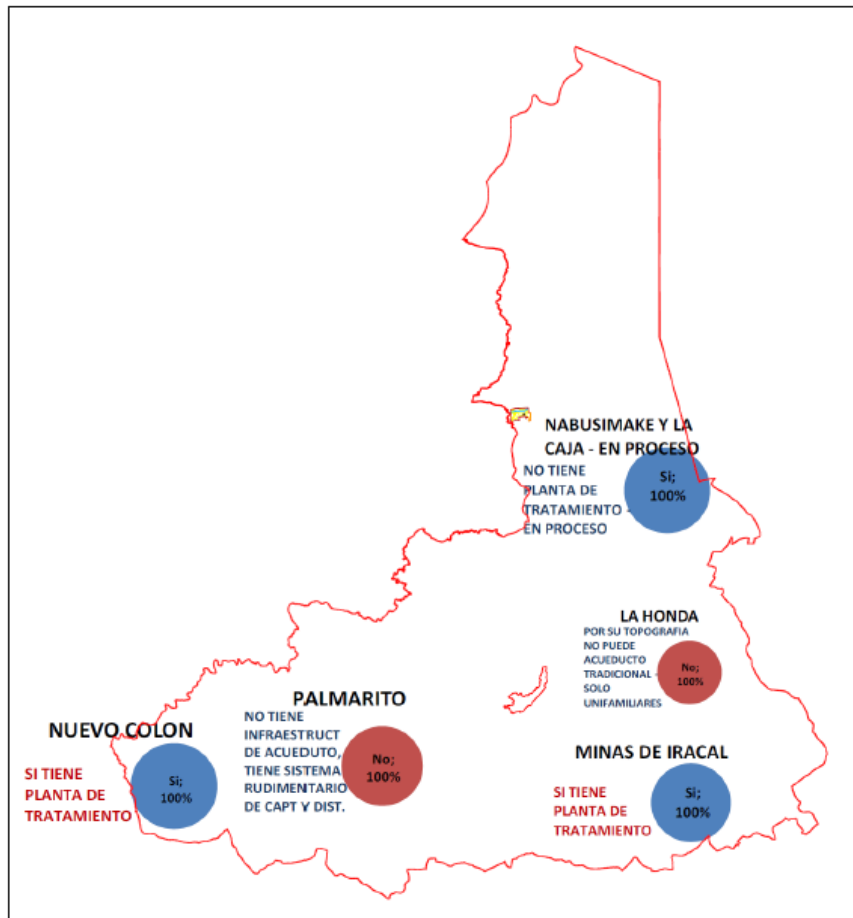 NABUSIMAKE Y LA
CAJA - EN PROCESO
NO TIENE
PLANTA DE
TRATAMIENTO -
EN PROCESO
Si;
100%
LA HONDA
POR SU TOPOGRAFIA
NO PUEDE
ACUEDUCTO
TRADICIONAL -
SOLO
UNIFAMILIARES
No;
100%
PALMARITO
NO TIENE
INFRAESTRUCT
DE ACUEDUTO,
TIENE SISTEMA
RUDIMENTARIO
DE CAPT Y DIST.
No;
100%
NUEVO COLON
SI TIENE
PLANTA DE
TRATAMIENTO
Si;
100%
MINAS DE IRACAL
SI TIENE
PLANTA DE
TRATAMIENTO
Si;
100%